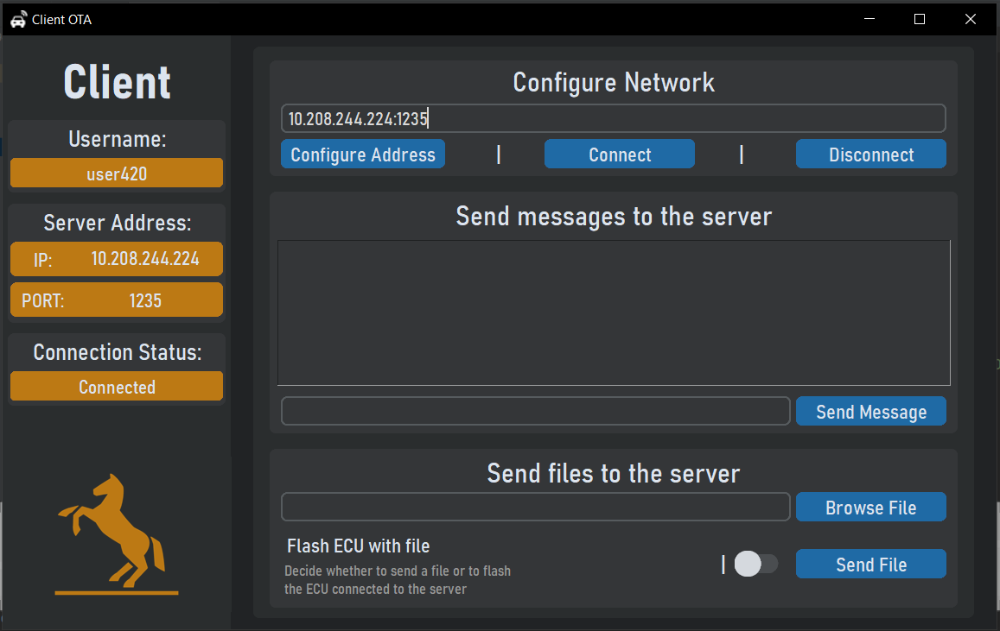 Client OTA
Client
Username:
user420
Server Address:
IP: 10.208.244.224
PORT: 1235
Connection Status:
Connected
Configure Network
10.208.244.224:1235
Configure Address | Connect | Disconnect
Send messages to the server
Send Message
Send files to the server
Browse File
Flash ECU with file
Decide whether to send a file or to flash
the ECU connected to the server
| Send File